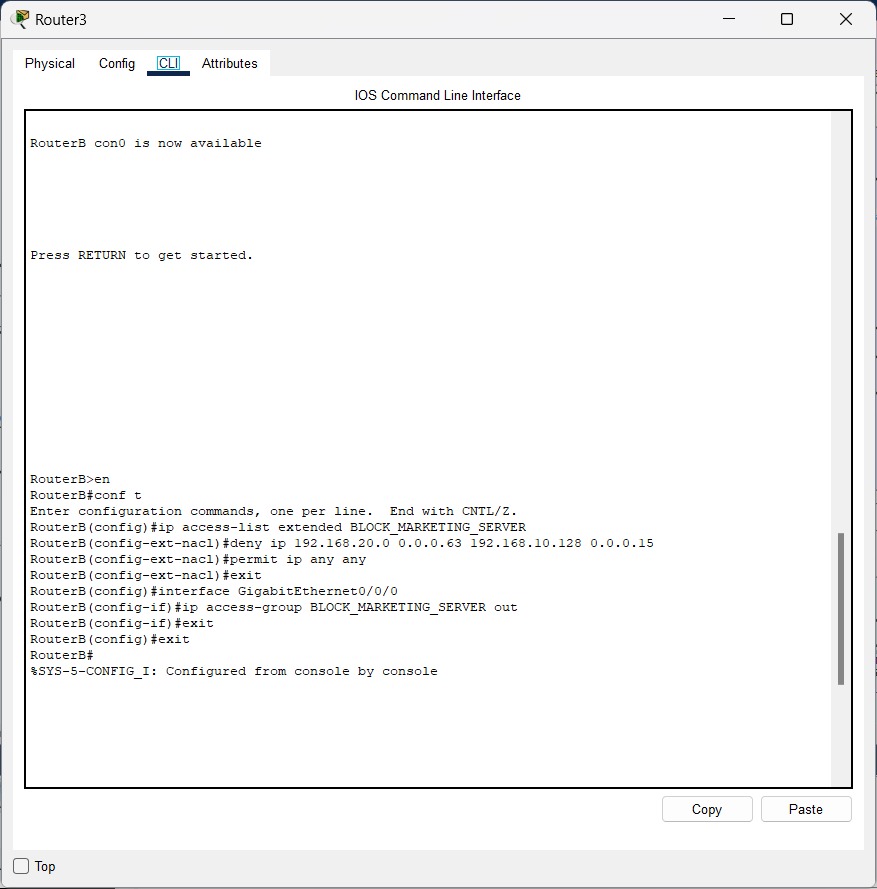 Router3
Physical Config CLI Attributes
IOS Command Line Interface
RouterB con0 is now available
Press RETURN to get started.
RouterB>en
RouterB#conf t
Enter configuration commands, one per line.  End with CNTL/Z.
RouterB(config)#ip access-list extended BLOCK_MARKETING_SERVER
RouterB(config-ext-nacl)#deny ip 192.168.20.0 0.0.0.63 192.168.10.128 0.0.0.15
RouterB(config-ext-nacl)#permit ip any any
RouterB(config-ext-nacl)#exit
RouterB(config)#interface GigabitEthernet0/0/0
RouterB(config-if)#ip access-group BLOCK_MARKETING_SERVER out
RouterB(config-if)#exit
RouterB(config)#exit
RouterB#
%SYS-5-CONFIG_I: Configured from console by console
Copy Paste
Top